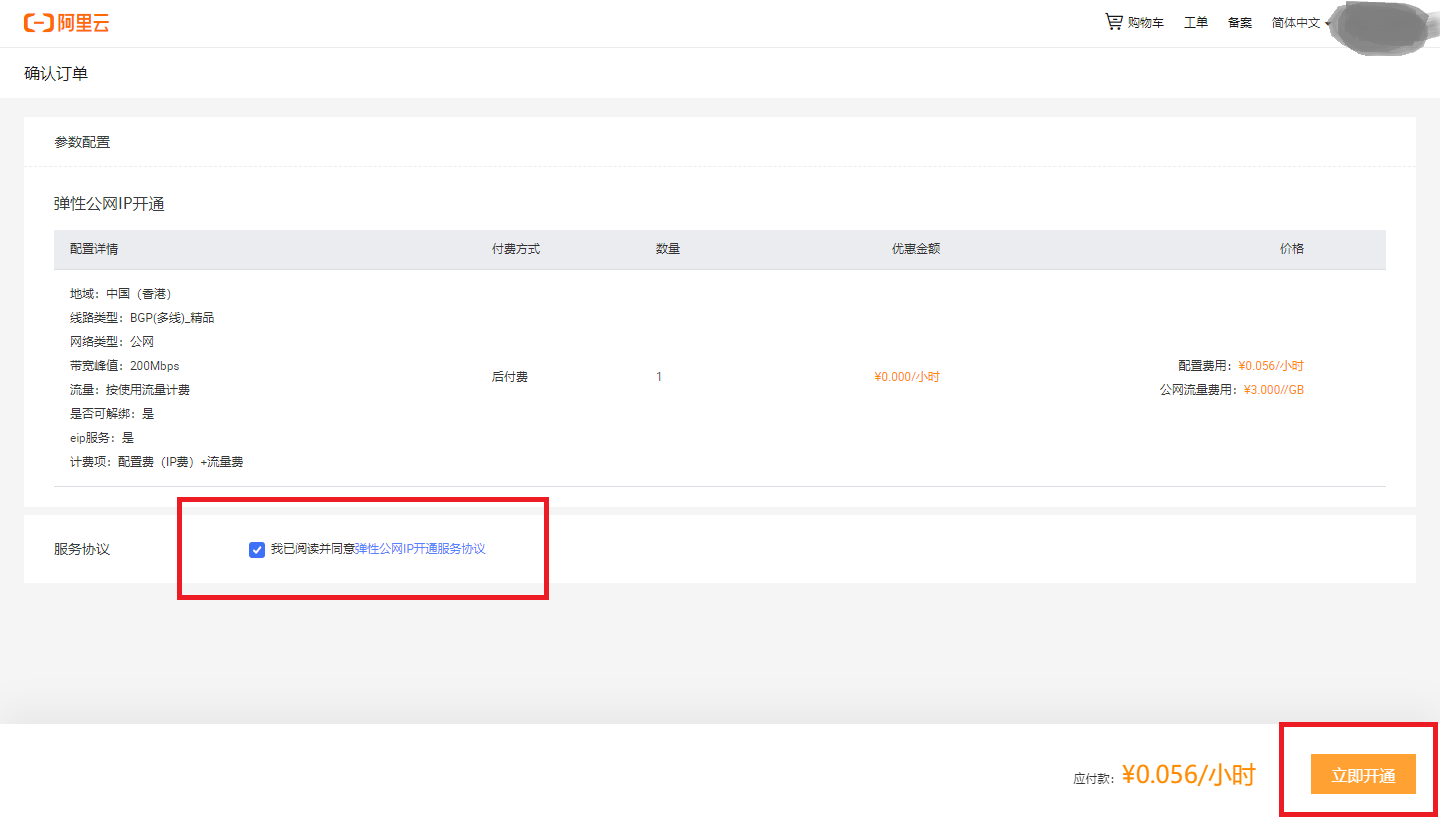 阿里云
购物车 工单 备案 简体中文
确认订单
参数配置
弹性公网IP开通
配置详情 付费方式 数量 优惠金额 价格
地域：中国（香港）
线路类型：BGP(多线)_精品
网络类型：公网
带宽峰值：200Mbps
流量：按使用流量计费
是否可解绑：是
eip服务：是
计费项：配置费（IP费）+流量费
后付费
1
¥0.000/小时
配置费用：¥0.056/小时
公网流量费用：¥3.000//GB
服务协议
我已阅读并同意弹性公网IP开通服务协议
应付款：¥0.056/小时
立即开通